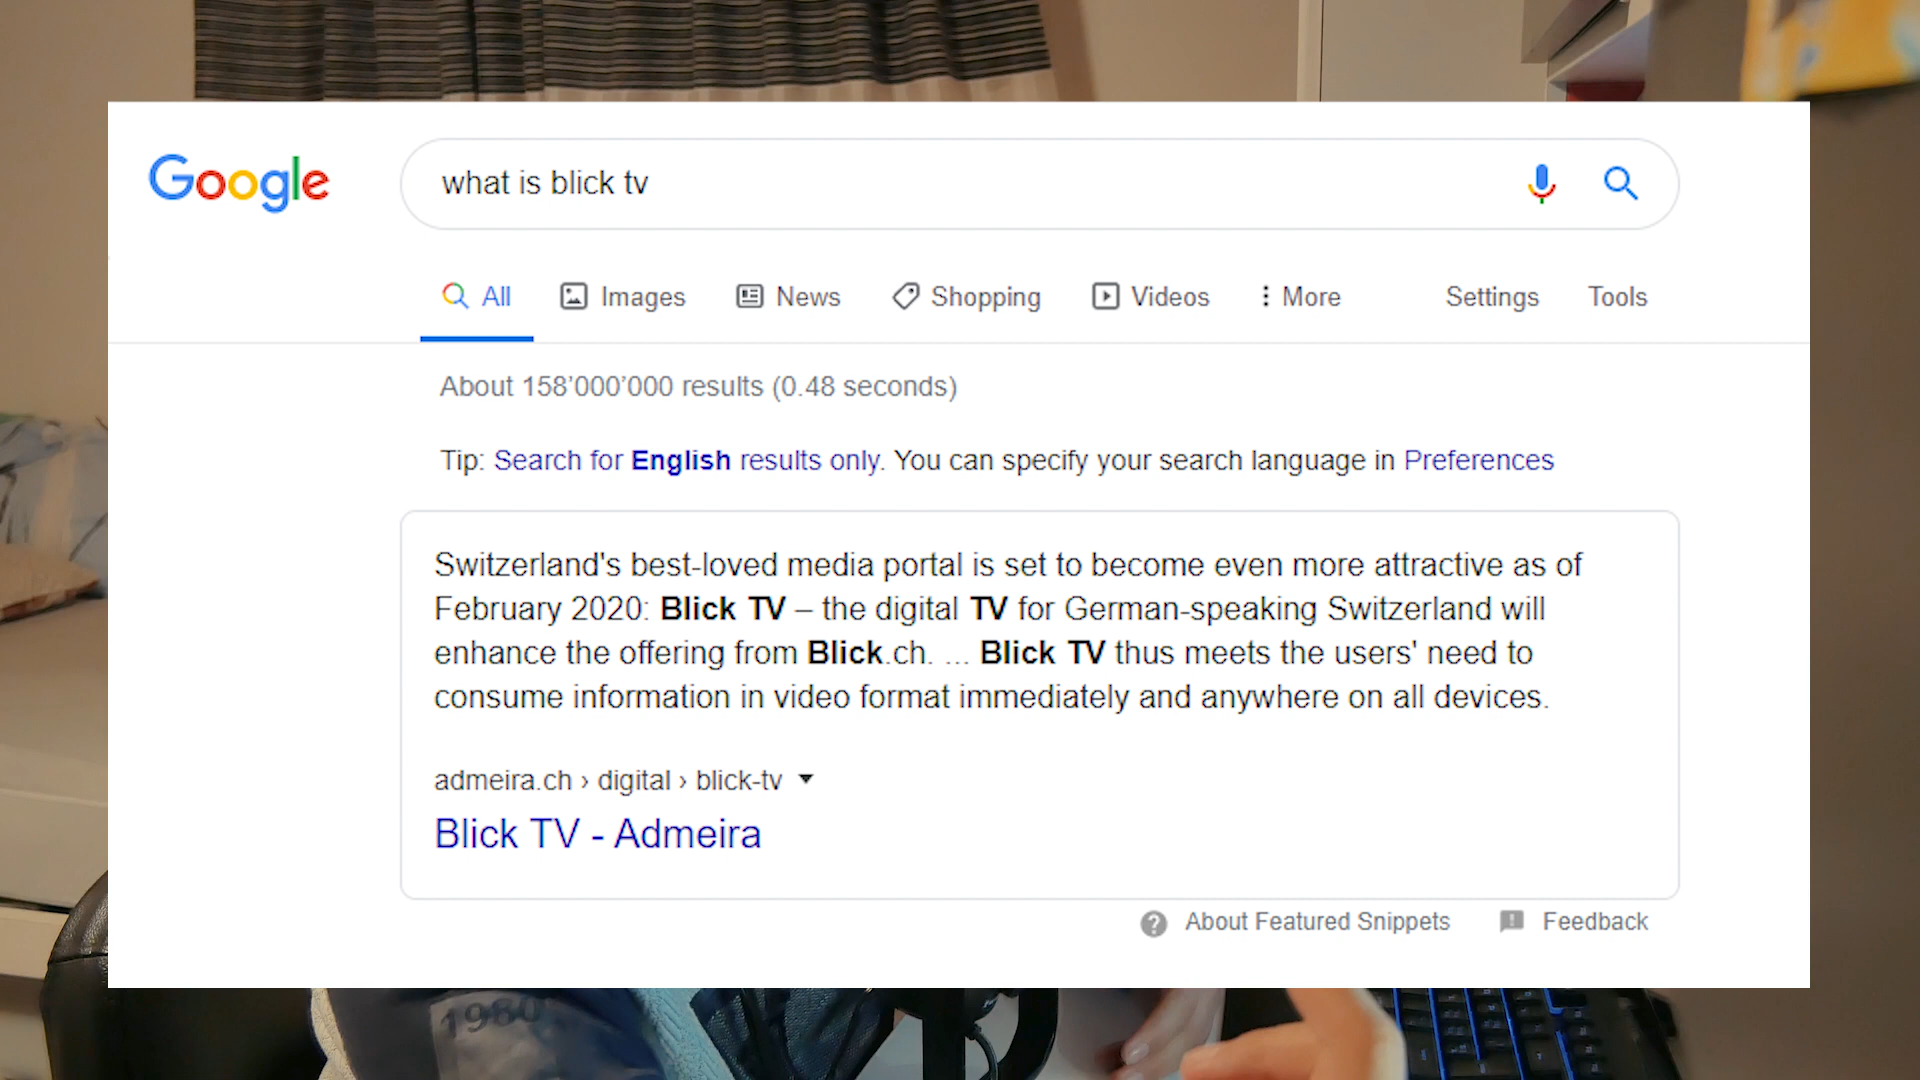 Google
what is blick tv
All Images News Shopping Videos More Settings Tools
About 158’000’000 results (0.48 seconds)
Tip: Search for English results only. You can specify your search language in Preferences
Switzerland's best-loved media portal is set to become even more attractive as of
February 2020: Blick TV – the digital TV for German-speaking Switzerland will
enhance the offering from Blick.ch. ... Blick TV thus meets the users' need to
consume information in video format immediately and anywhere on all devices.
admeira.ch › digital › blick-tv
Blick TV - Admeira
About Featured Snippets Feedback
1980